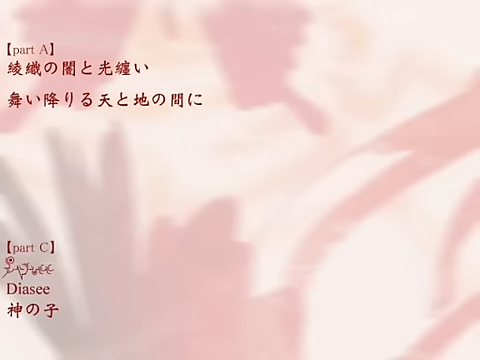 【part A】
綾織の闇と光纏い
舞い降りる天と地の間に
【part C】
Diasee
神の子